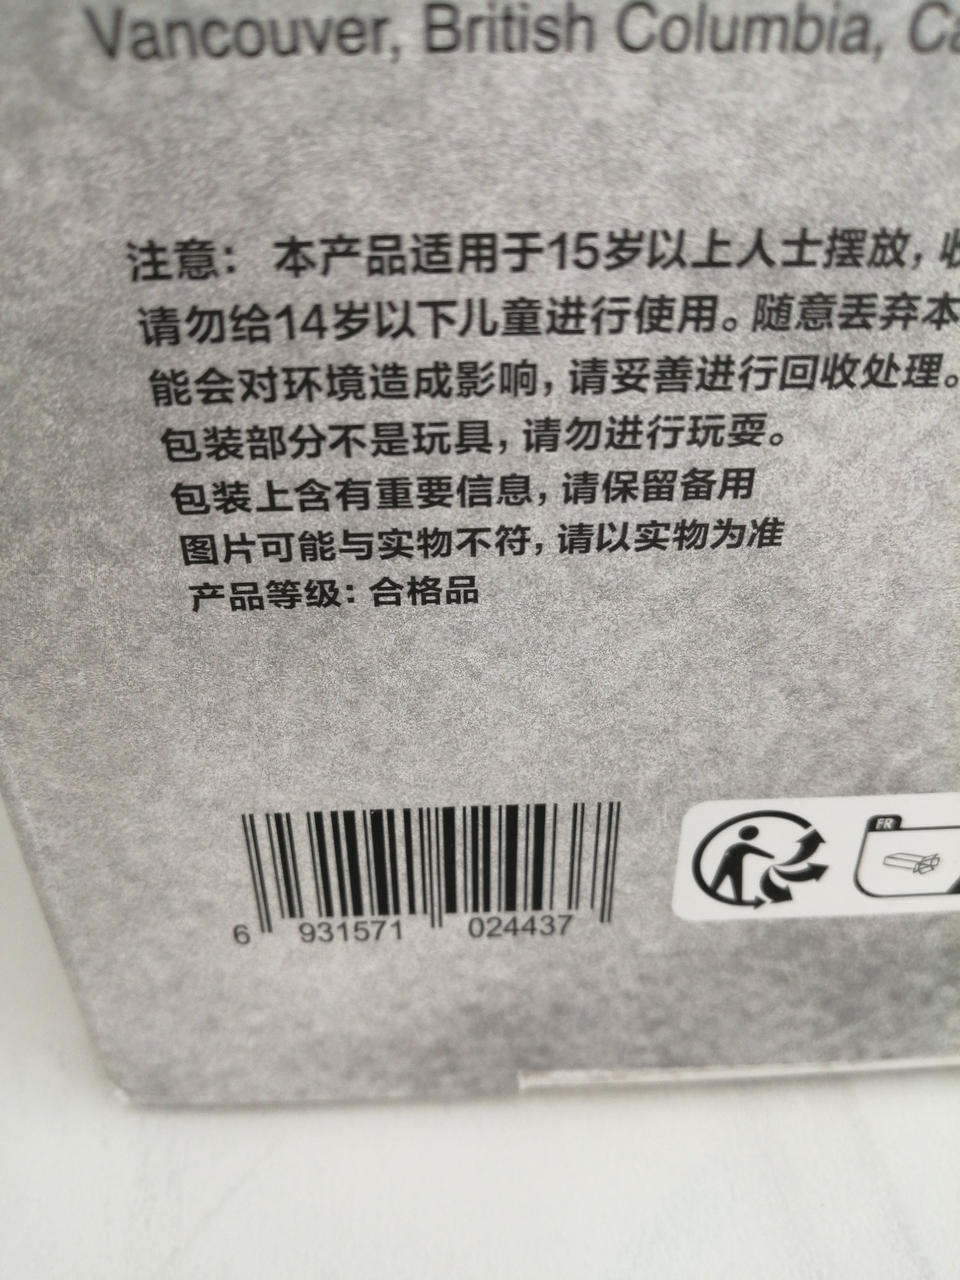 Vancouver, British Columbia,
注意： 本产品适用于15岁以上人士摆放，收
请勿给14岁以下儿童进行使用。随意丢弃本
能会对环境造成影响，请妥善进行回收处理。
包装部分不是玩具，请勿进行玩耍。
包装上含有重要信息，请保留备用
图片可能与实物不符，请以实物为准
产品等级：合格品
FR
6 931571 024437